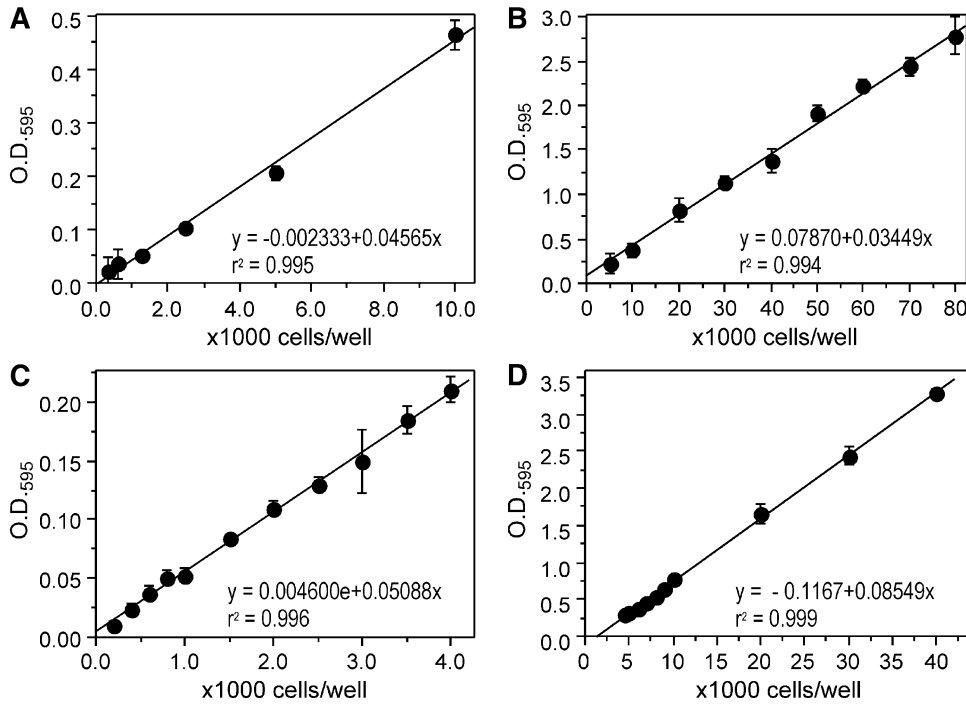 A
0.5
0.4
0.3
0.2
0.1
0.0
O.D.595
y = -0.002333+0.04565x
r² = 0.995
0.0 2.0 4.0 6.0 8.0 10.0
x1000 cells/well
B
3.0
2.5
2.0
1.5
1.0
0.5
0.0
O.D.595
y = 0.07870+0.03449x
r² = 0.994
0 10 20 30 40 50 60 70 80
x1000 cells/well
C
0.20
0.15
0.10
0.05
0.00
O.D.595
y = 0.004600e+0.05088x
r² = 0.996
0.0 1.0 2.0 3.0 4.0
x1000 cells/well
D
3.5
3.0
2.5
2.0
1.5
1.0
0.5
0.0
O.D.595
y = - 0.1167+0.08549x
r² = 0.999
0 5 10 15 20 25 30 35 40
x1000 cells/well